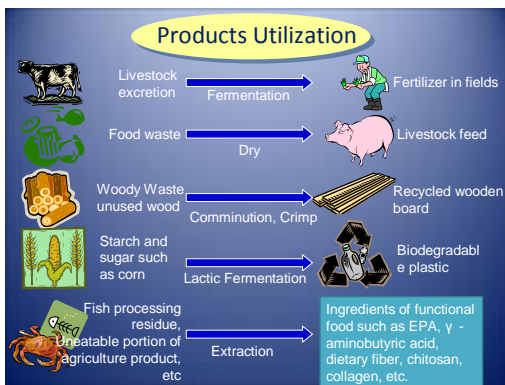 Products Utilization
Livestock
excretion
Fermentation
Fertilizer in fields
Food waste
Dry
Livestock feed
Woody Waste
unused wood
Comminution, Crimp
Recycled wooden
board
Starch and
sugar such
as corn
Lactic Fermentation
Biodegradabl
e plastic
Fish processing
residue,
Uneatable portion of
agriculture product,
etc
Extraction
Ingredients of functional
food such as EPA, γ -
aminobutyric acid,
dietary fiber, chitosan,
collagen, etc.